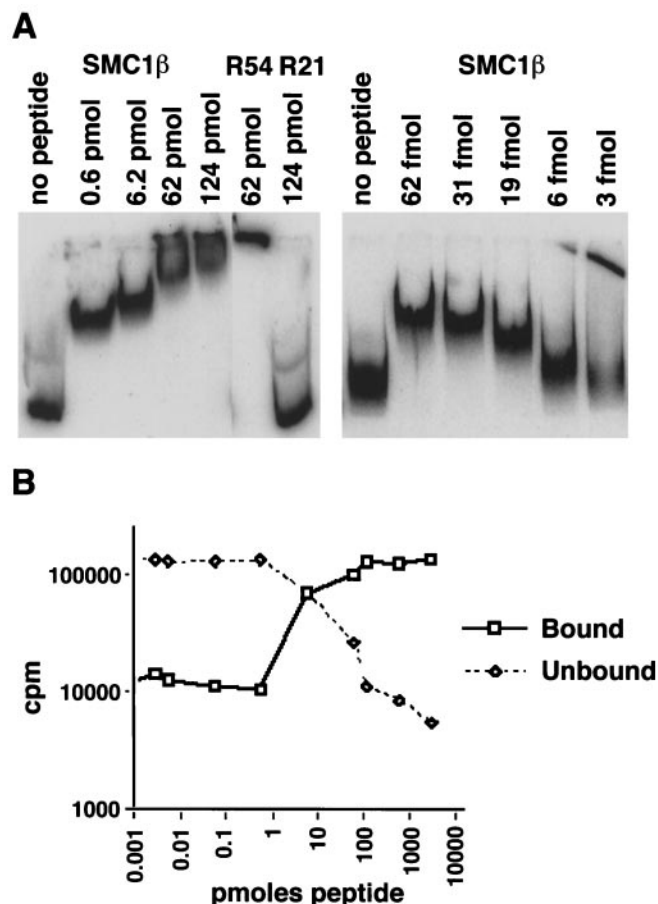 A
SMC1β R54 R21 SMC1β
no peptide 0.6 pmol 6.2 pmol 62 pmol 124 pmol 62 pmol 124 pmol no peptide 62 fmol 31 fmol 19 fmol 6 fmol 3 fmol
B
100000
10000
1000
cpm
Bound
Unbound
0.001 0.01 0.1 1 10 100 1000 10000
pmoles peptide